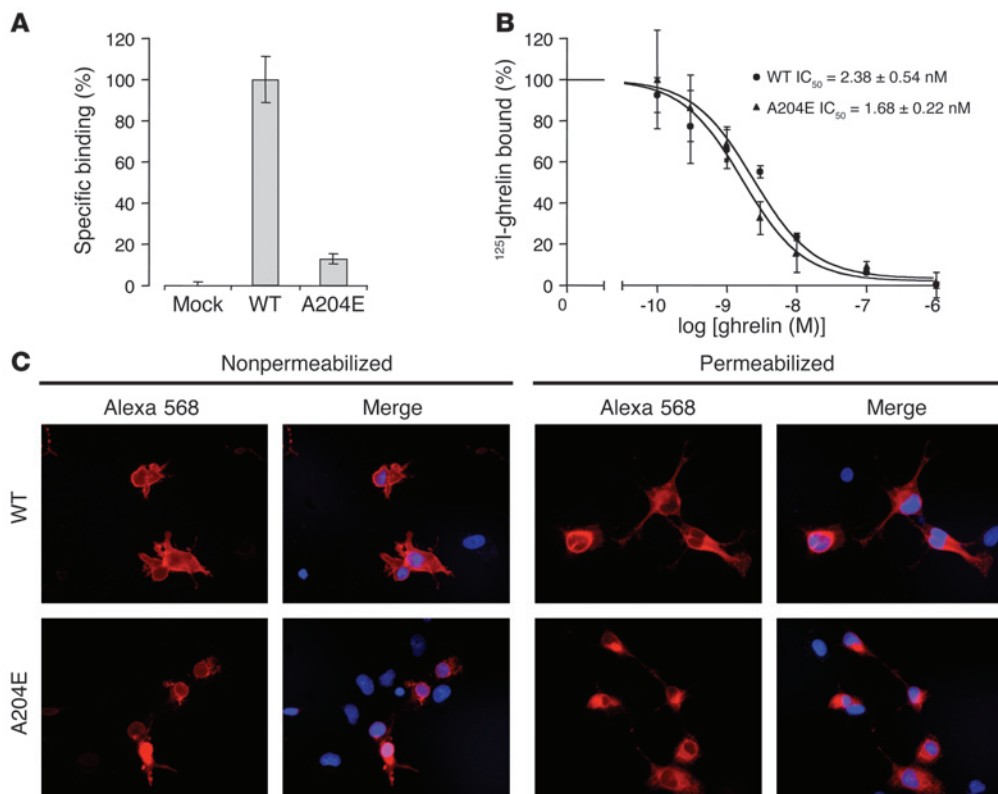 A
Specific binding (%)
120
100
80
60
40
20
0
Mock WT A204E
B
¹²⁵I-ghrelin bound (%)
120
100
80
60
40
20
0
WT IC₅₀ = 2.38 ± 0.54 nM
A204E IC₅₀ = 1.68 ± 0.22 nM
0 -10 -9 -8 -7 -6
log [ghrelin (M)]
C
Nonpermeabilized Permeabilized
Alexa 568 Merge Alexa 568 Merge
WT
A204E